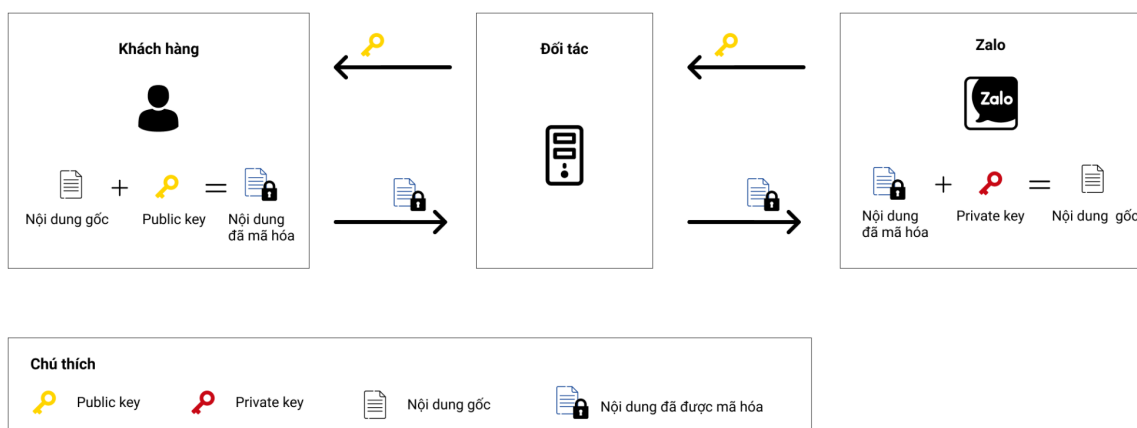 Khách hàng
Đối tác
Zalo
Zalo
Nội dung gốc
Public key
Nội dung
đã mã hóa
Nội dung
đã mã hóa
Private key
Nội dung gốc
Chú thích
Public key
Private key
Nội dung gốc
Nội dung đã được mã hóa